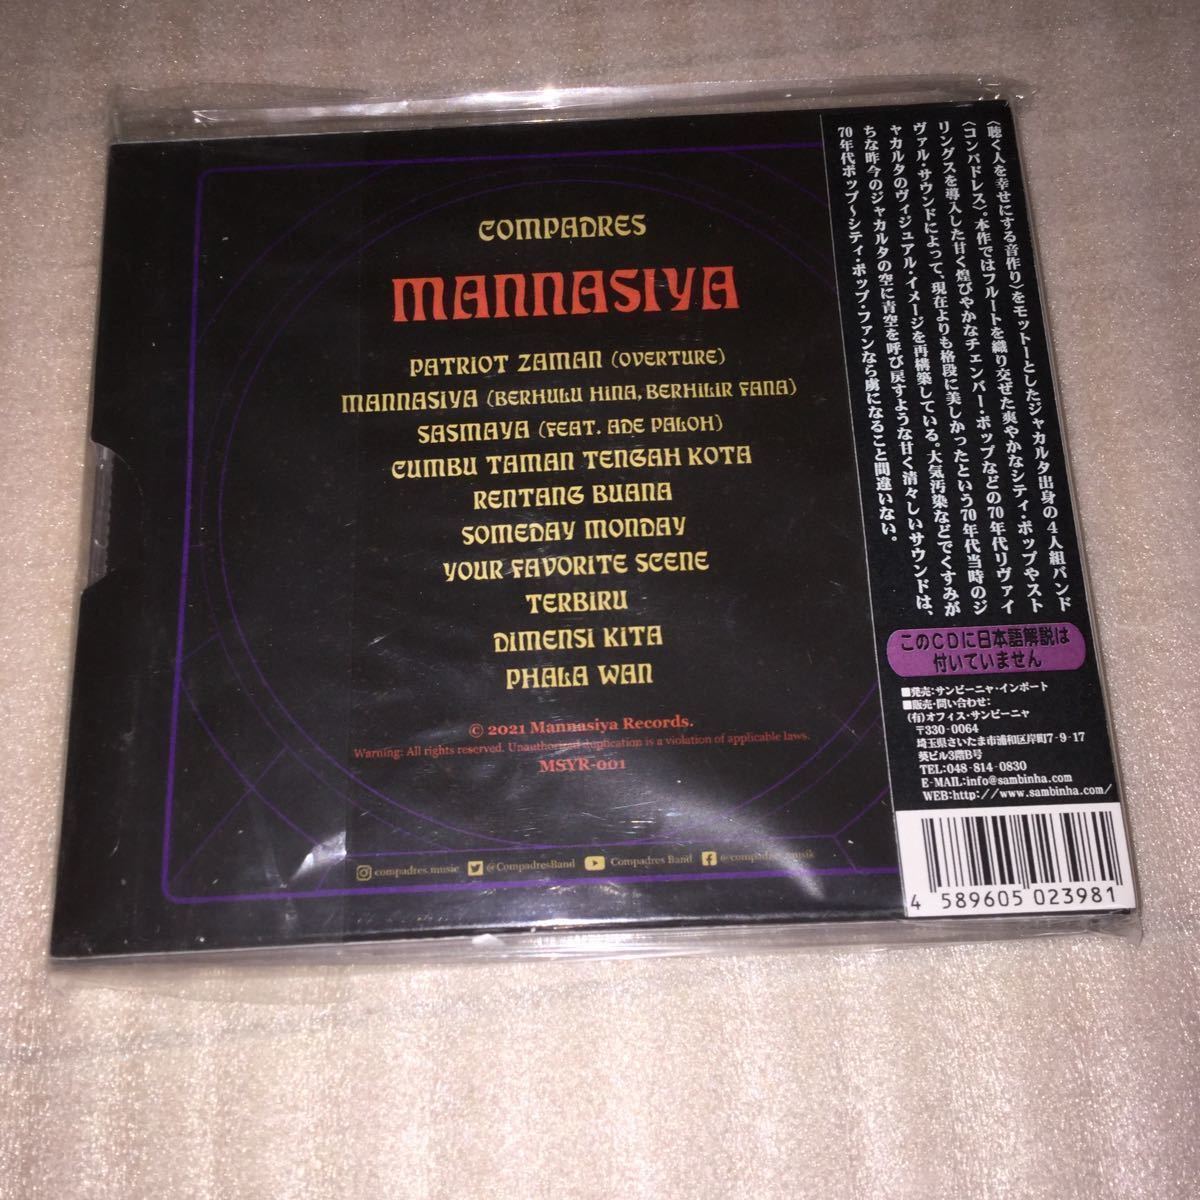 COMPADRES
MANNASIYA
PATRIOT ZAMAN (OVERTURE)
MANNASIYA (BERHULU HINA, BERHILIR FANA)
SASMAYA (FEAT. ADE PALOH)
CUMBU TAMAN TENGAH KOTA
RENTANG BUANA
SOMEDAY MONDAY
YOUR FAVORITE SCENE
TERBIRU
DIMENSI KITA
PHALA WAN
© 2021 Mannasiya Records.
Warning: All rights reserved. Unauthorized duplication is a violation of applicable laws.
MSYR-001
compadres.music @CompadresBand Compadres Band @compadres.musik
〈聴く人を幸せにする音作り〉をモットーとしたジャカルタ出身の4人組バンド
〈コンパドレス〉。本作ではフルートを織り交ぜた爽やかなシティ・ポップやスト
リングスを導入した甘く煌びやかなチェンバー・ポップなどの70年代リヴァイ
ヴァル・サウンドによって、現在よりも格段に美しかったという70年代当時のジ
ャカルタのヴィジュアル・イメージを再構築している。大気汚染などでくすみが
ちな昨今のジャカルタの空に青空を呼び戻すような甘く清々しいサウンドは、
70年代ポップ〜シティ・ポップ・ファンなら虜になること間違いない。
このCDに日本語解説は
付いていません
■発売:サンビーニャ・インポート
■販売・問い合わせ:
(有)オフィス・サンビーニャ
〒330-0064
埼玉県さいたま市浦和区岸町7-9-17
葵ビル3階B号
TEL:048-814-0830
E-MAIL:info@sambinha.com
WEB:http://www.sambinha.com/
4 589605 023981